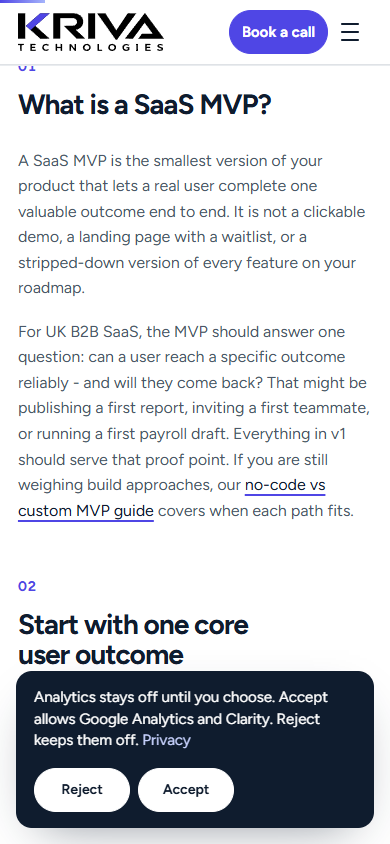 KRIVA
TECHNOLOGIES
Book a call
01
What is a SaaS MVP?
A SaaS MVP is the smallest version of your
product that lets a real user complete one
valuable outcome end to end. It is not a clickable
demo, a landing page with a waitlist, or a
stripped-down version of every feature on your
roadmap.
For UK B2B SaaS, the MVP should answer one
question: can a user reach a specific outcome
reliably - and will they come back? That might be
publishing a first report, inviting a first teammate,
or running a first payroll draft. Everything in v1
should serve that proof point. If you are still
weighing build approaches, our no-code vs
custom MVP guide covers when each path fits.
02
Start with one core
user outcome
Analytics stays off until you choose. Accept
allows Google Analytics and Clarity. Reject
keeps them off. Privacy
Reject
Accept